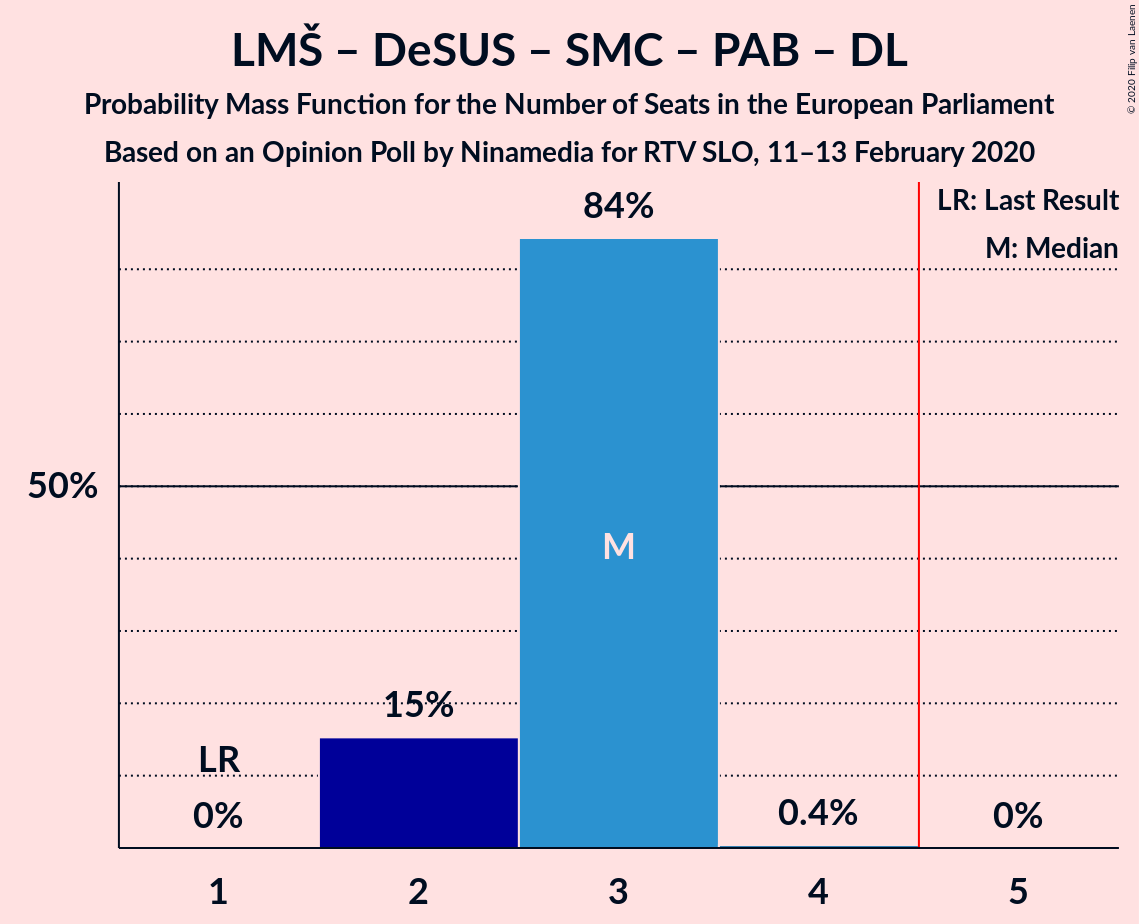 LMŠ – DeSUS – SMC – PAB – DL
Probability Mass Function for the Number of Seats in the European Parliament
Based on an Opinion Poll by Ninamedia for RTV SLO, 11–13 February 2020
© 2020 Filip van Laenen
LR: Last Result
M: Median
84%
50%
M
15%
LR
0%
0.4%
0%
1
2
3
4
5